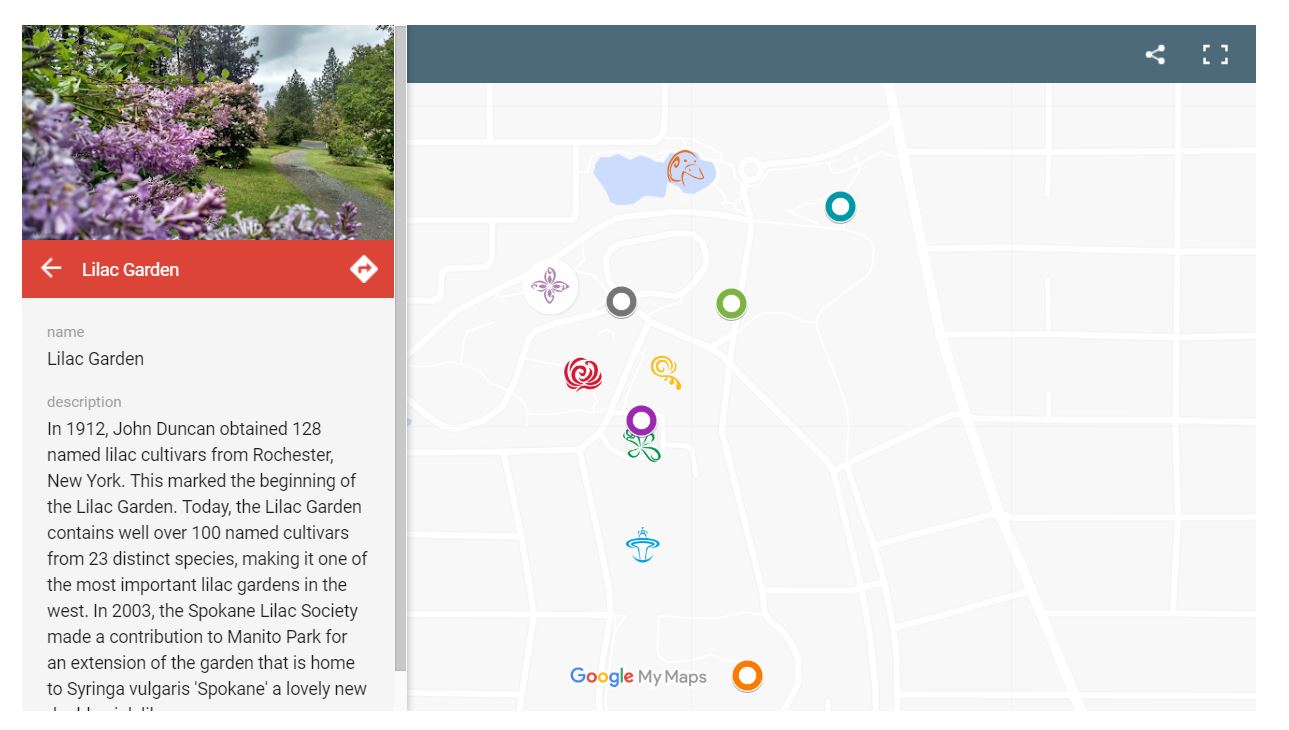 Lilac Garden
name
Lilac Garden
description
In 1912, John Duncan obtained 128
named lilac cultivars from Rochester,
New York. This marked the beginning of
the Lilac Garden. Today, the Lilac Garden
contains well over 100 named cultivars
from 23 distinct species, making it one of
the most important lilac gardens in the
west. In 2003, the Spokane Lilac Society
made a contribution to Manito Park for
an extension of the garden that is home
to Syringa vulgaris 'Spokane' a lovely new
Google My Maps